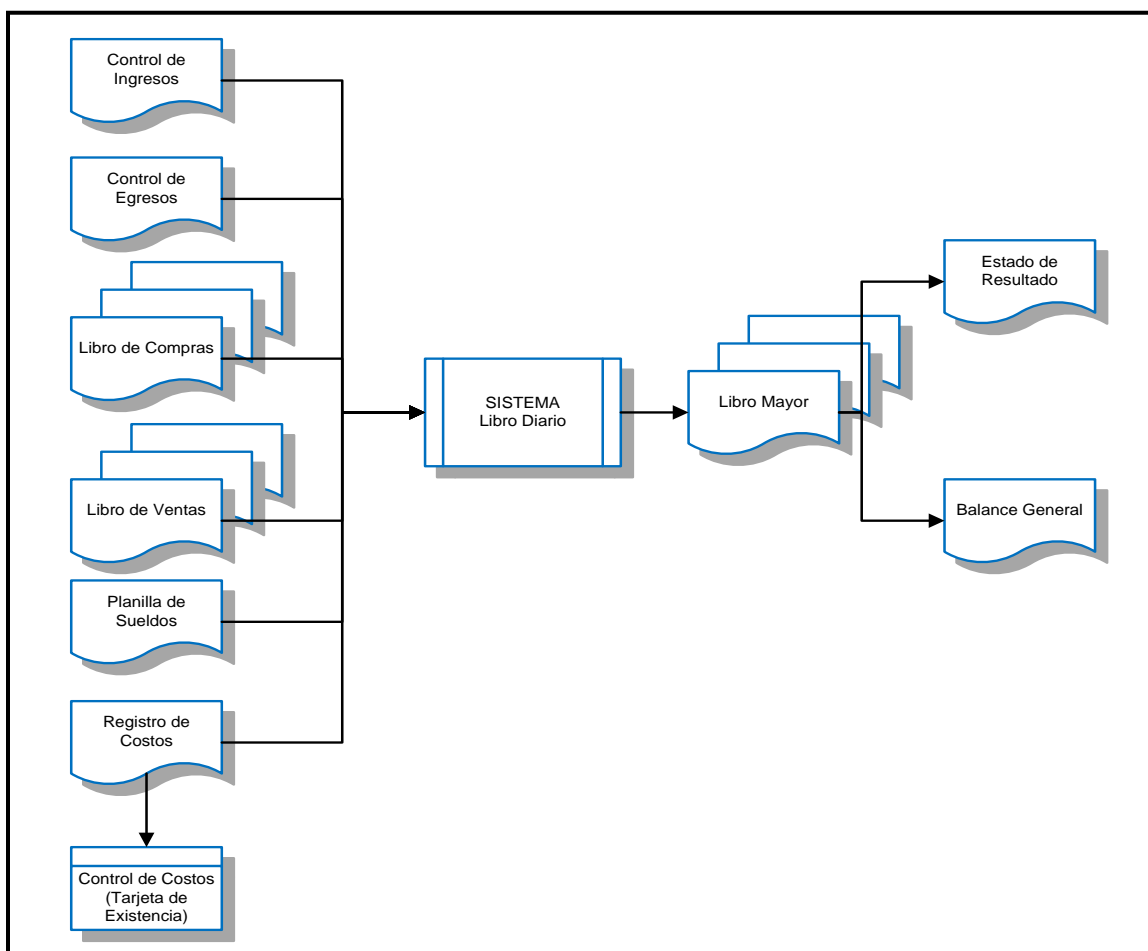 Control de
Ingresos
Control de
Egresos
Libro de Compras
Libro de Ventas
Planilla de
Sueldos
Registro de
Costos
Control de Costos
(Tarjeta de
Existencia)
SISTEMA
Libro Diario
Libro Mayor
Estado de
Resultado
Balance General